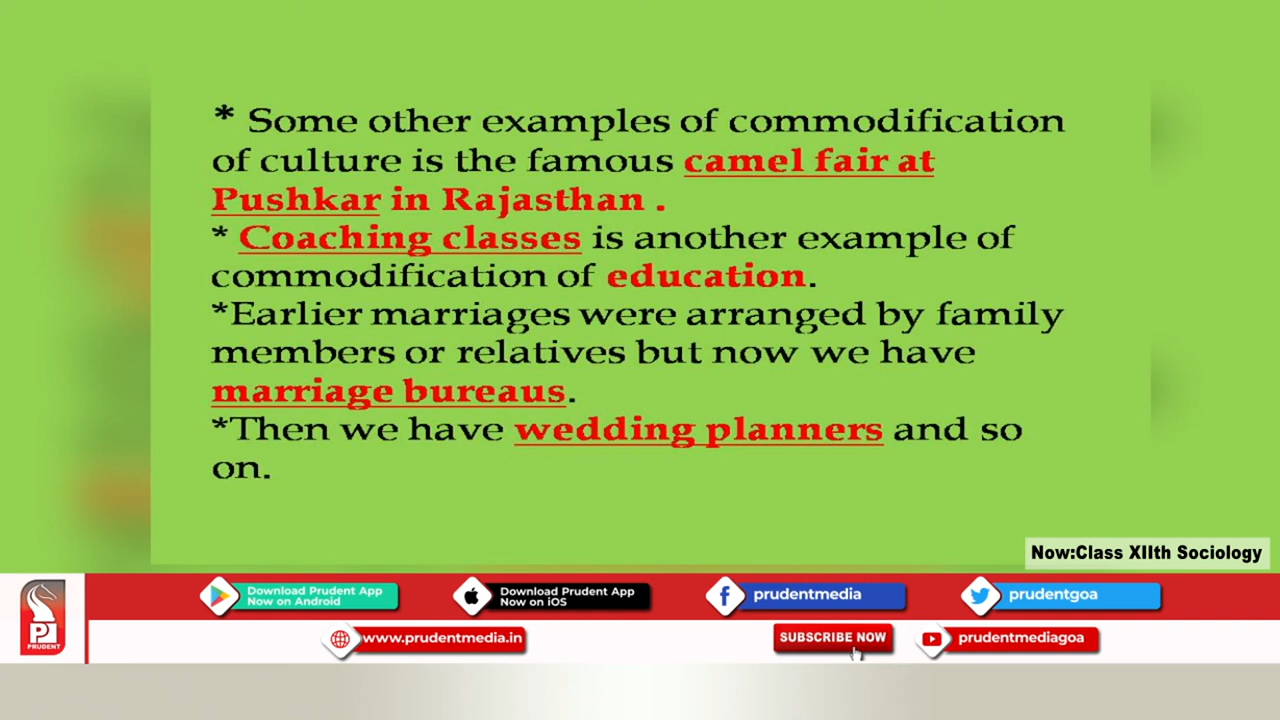 * Some other examples of commodification
of culture is the famous camel fair at
Pushkar in Rajasthan .
* Coaching classes is another example of
commodification of education.
*Earlier marriages were arranged by family
members or relatives but now we have
marriage bureaus.
*Then we have wedding planners and so
on.
Now:Class XIIth Sociology
Download Prudent App
Now on Android
Download Prudent App
Now on iOS
prudentmedia
prudentgoa
PRUDENT
www.prudentmedia.in
SUBSCRIBE NOW
prudentmediagoa